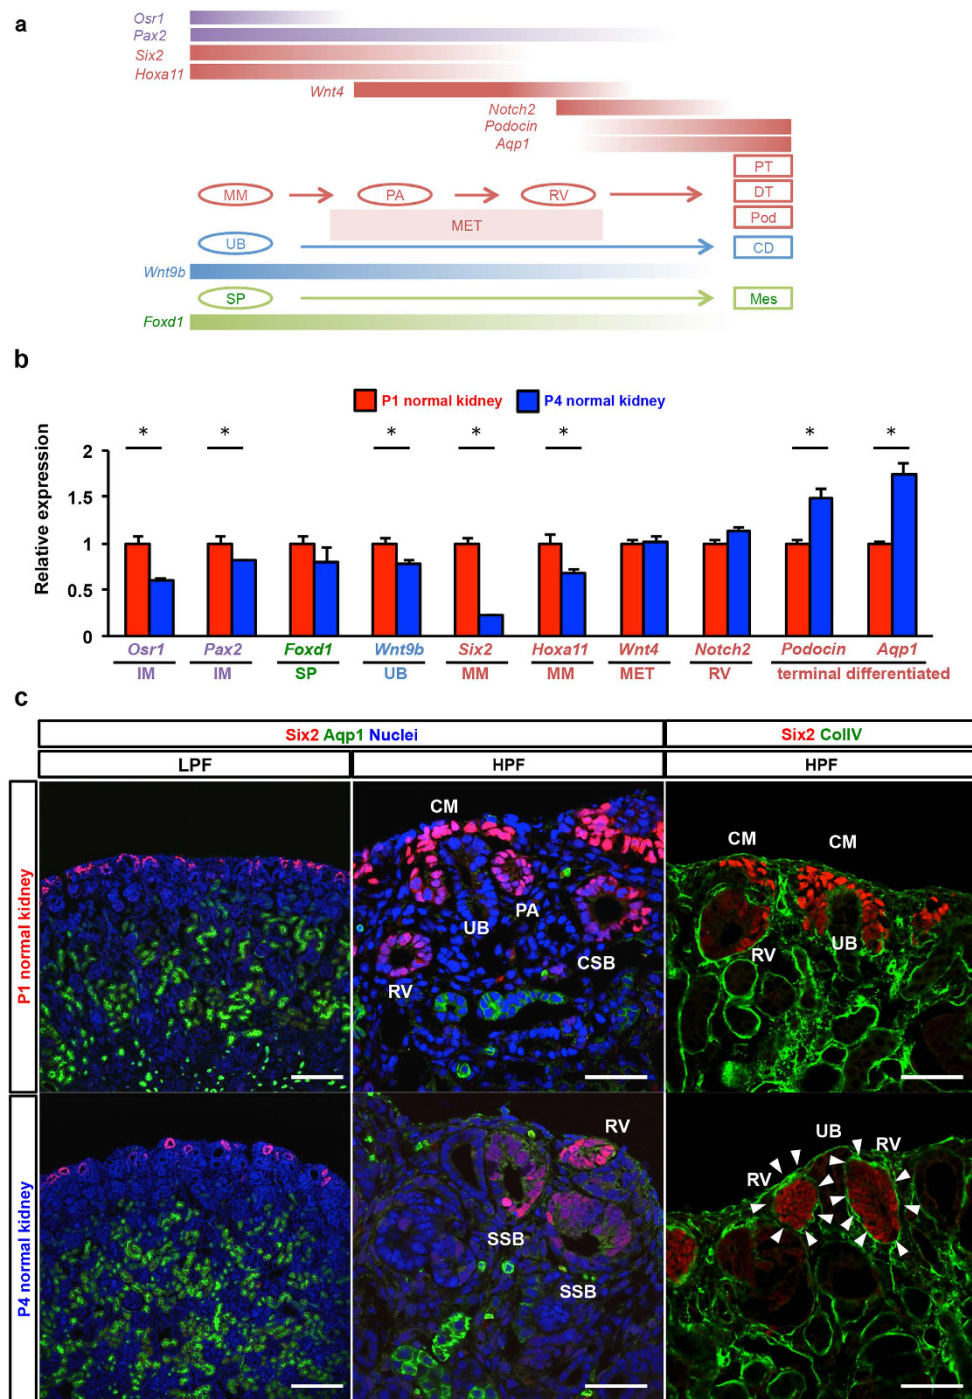 a
Osr1
Pax2
Six2
Hoxa11
Wnt4
Notch2
Podocin
Aqp1
PT
MM PA RV DT
MET Pod
UB CD
Wnt9b
SP Mes
Foxd1
b
P1 normal kidney P4 normal kidney
* * * * * * *
2
1.5
1
0.5
0
Relative expression
Osr1 Pax2 Foxd1 Wnt9b Six2 Hoxa11 Wnt4 Notch2 Podocin Aqp1
IM IM SP UB MM MM MET RV terminal differentiated
c
Six2 Aqp1 Nuclei Six2 CollV
LPF HPF HPF
P1 normal kidney
CM
PA
UB
CSB
RV
CM CM
RV UB
P4 normal kidney
RV
SSB
SSB
UB
RV RV